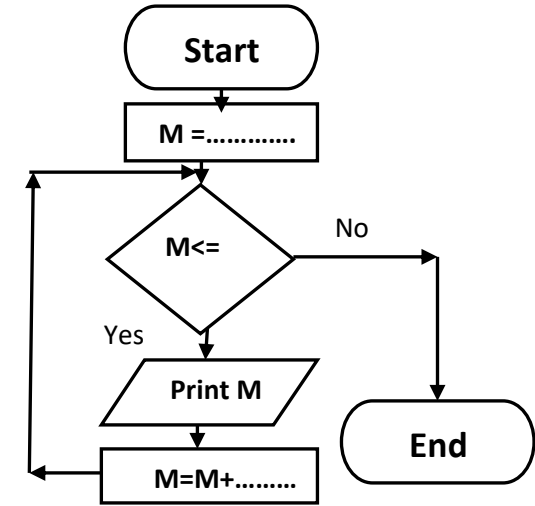 Start
M =………….
M<=
No
Yes
Print M
End
M=M+………